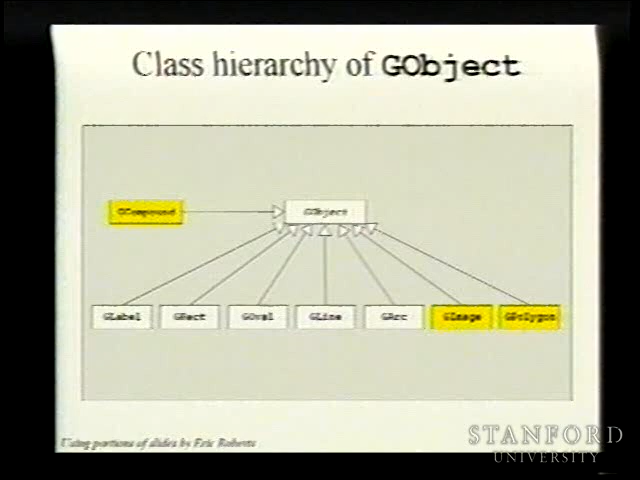 Class hierarchy of GObject
GCompound
GObject
GLabel
GRect
GOval
GLine
GArc
GImage
GPolygon
Using portions of slides by Eric Roberts
STANFORD
UNIVERSITY